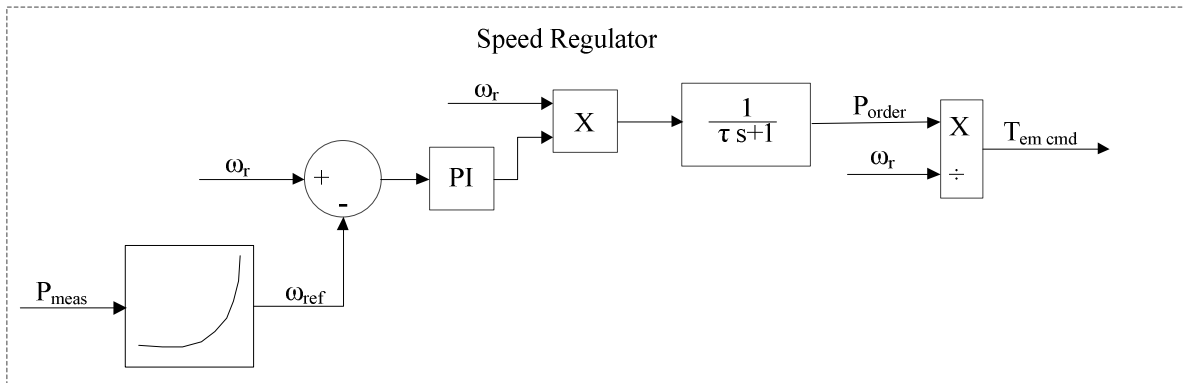 Speed Regulator
ωr
X
1
τ s+1
Porder
X
Tem cmd
ωr
÷
ωr
+
-
PI
Pmeas
ωref